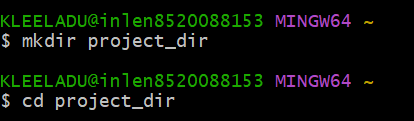 KLEELADU@inlen8520088153 MINGW64 ~
$ mkdir project_dir
KLEELADU@inlen8520088153 MINGW64 ~
$ cd project_dir